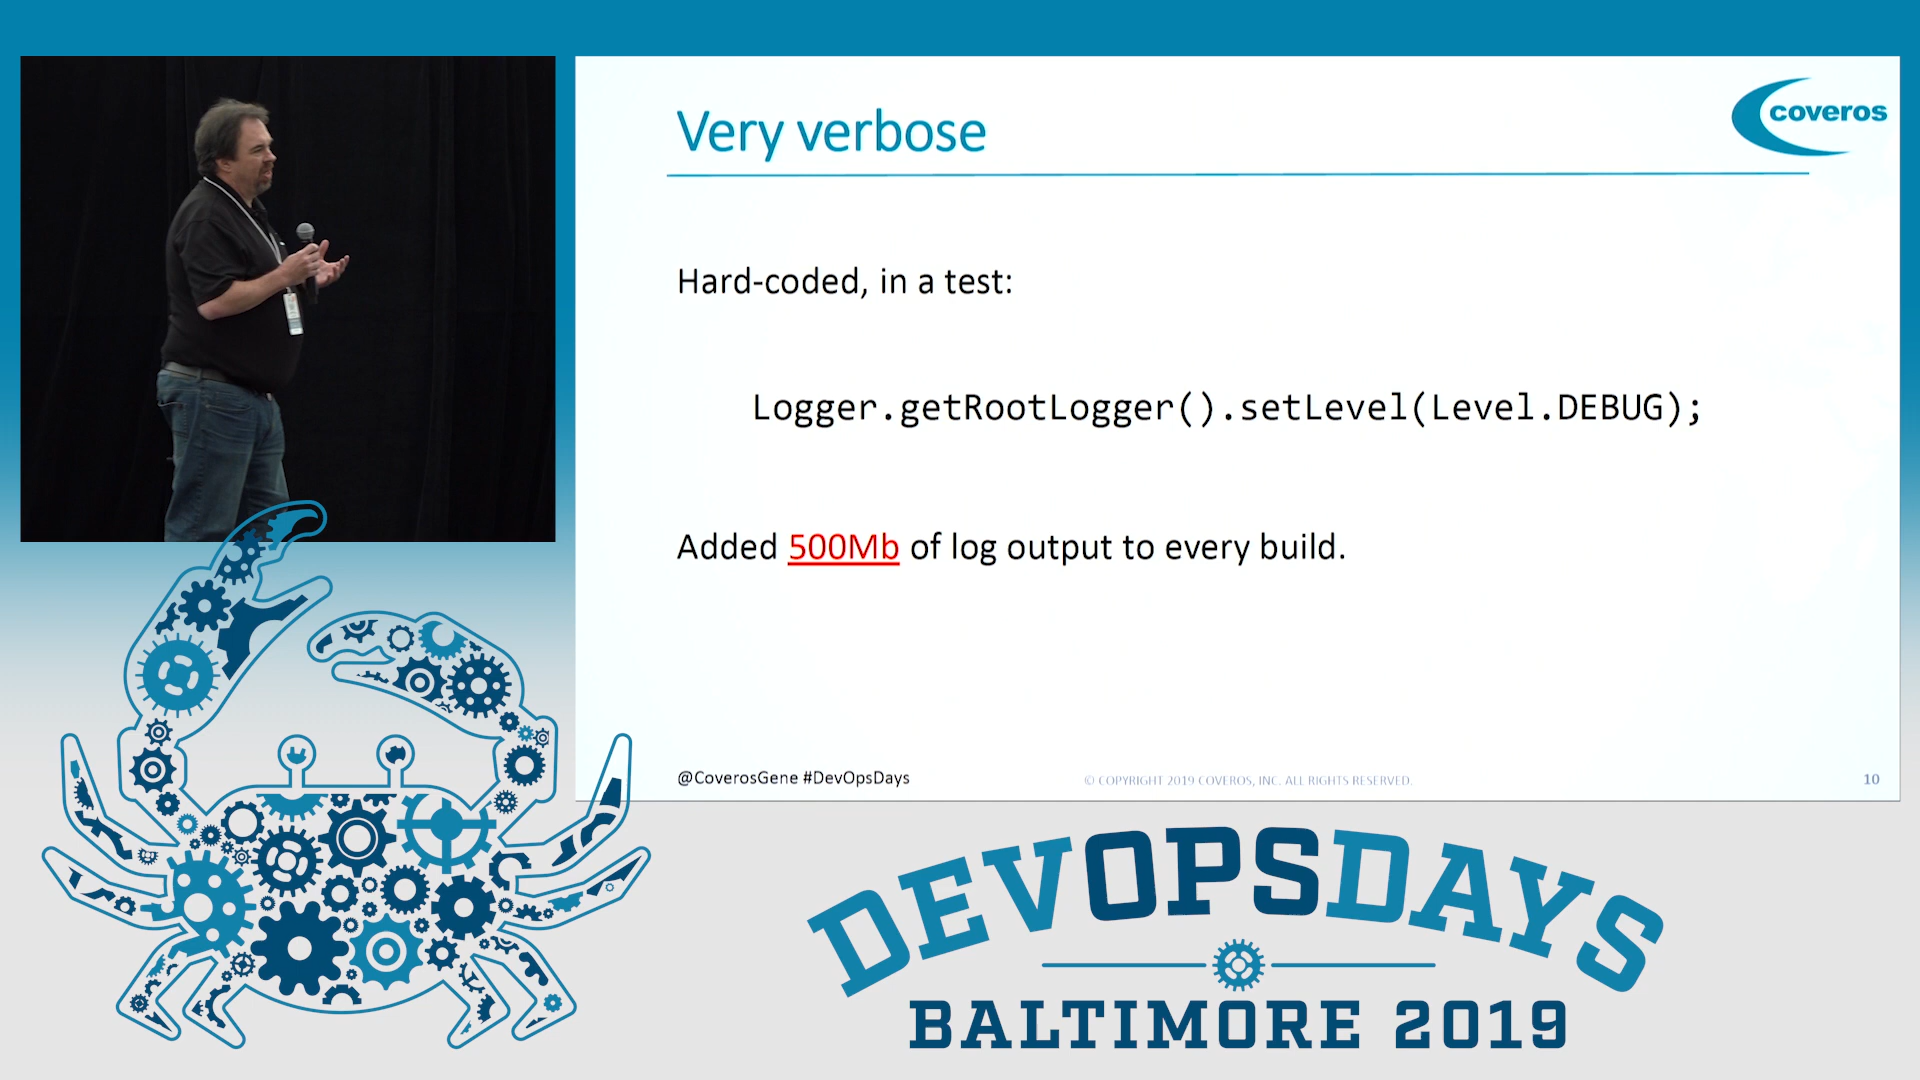 Very verbose
coveros
Hard-coded, in a test:
Logger.getRootLogger().setLevel(Level.DEBUG);
Added 500Mb of log output to every build.
@CoverosGene #DevOpsDays
© COPYRIGHT 2019 COVEROS, INC. ALL RIGHTS RESERVED.
10
DEVOPSDAYS
BALTIMORE 2019